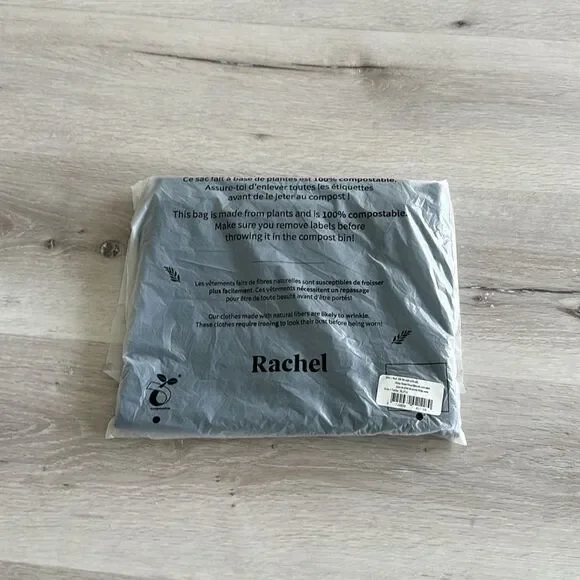 Ce sac fait à base de plantes est 100% compostable.
Assure-toi d'enlever toutes les étiquettes
avant de le jeter au compost !
This bag is made from plants and is 100% compostable.
Make sure you remove labels before
throwing it in the compost bin!
Les vêtements faits de fibres naturelles sont susceptibles de froisser
plus facilement. Ces vêtements nécessitent un repassage
pour être de toute beauté avant d'être portés!
Our clothes made with natural fibers are likely to wrinkle.
These clothes require ironing to look their best before being worn!
Rachel